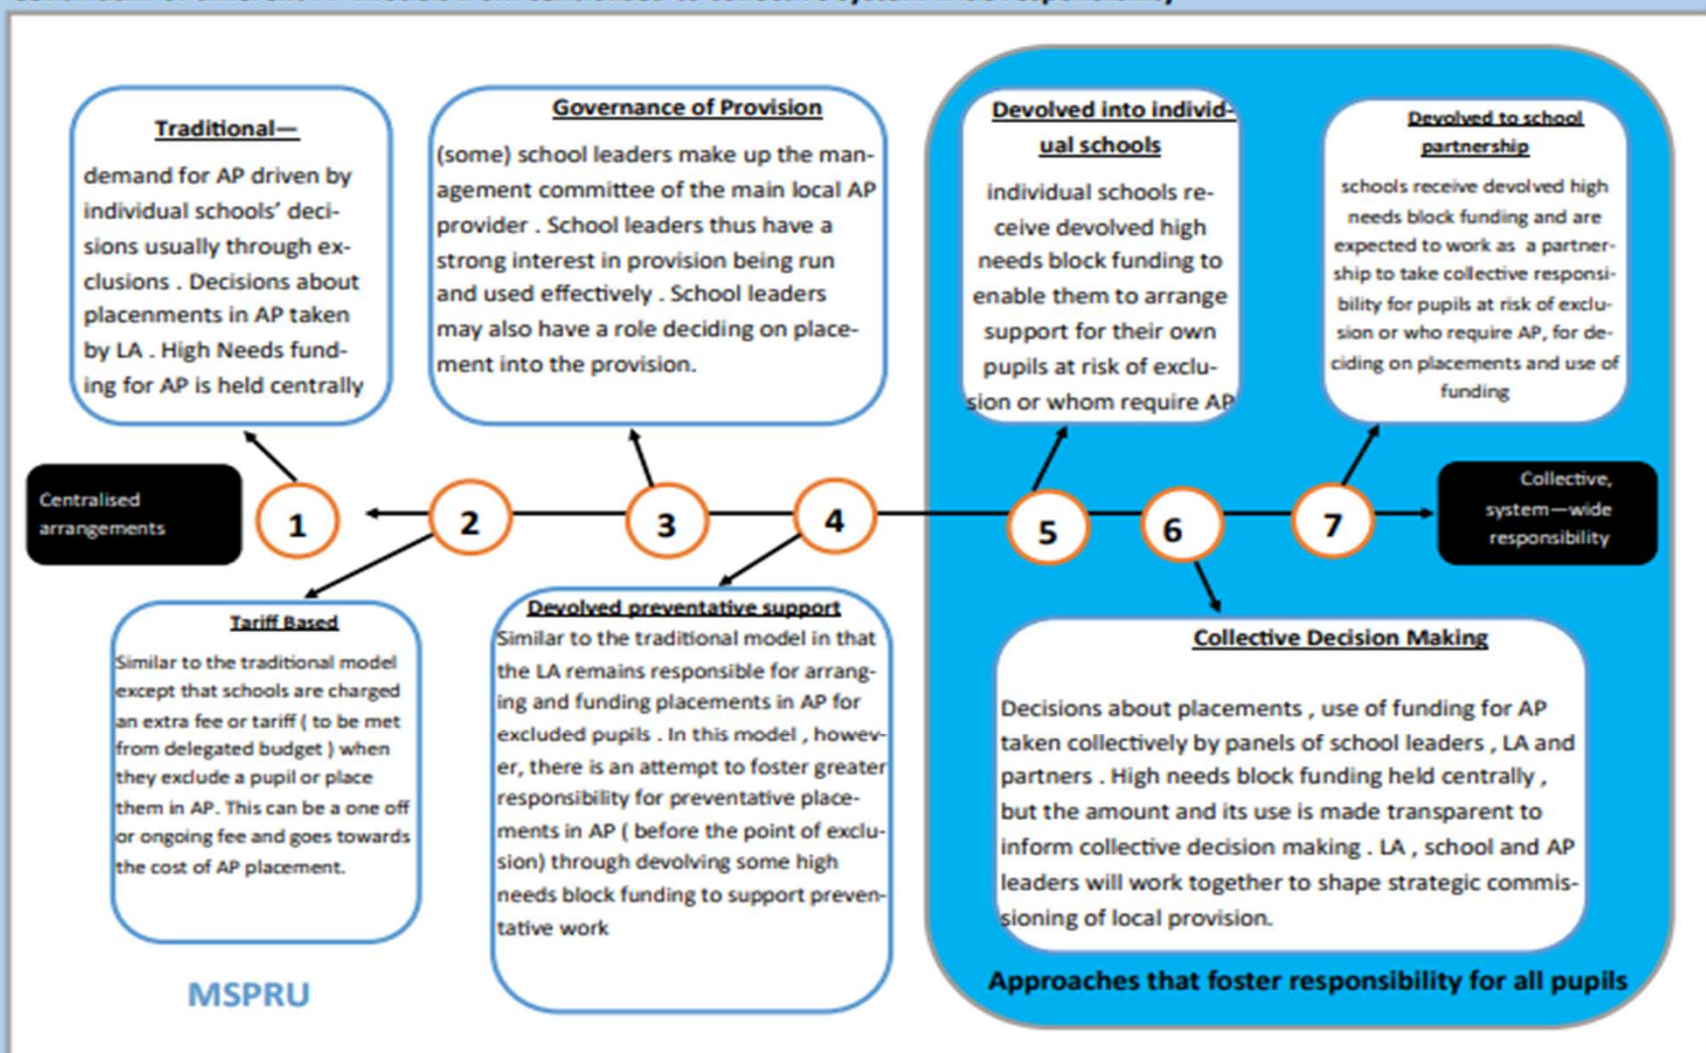 Traditional—
demand for AP driven by
individual schools' deci-
sions usually through ex-
clusions . Decisions about
placenments in AP taken
by LA . High Needs fund-
ing for AP is held centrally
Governance of Provision
(some) school leaders make up the man-
agement committee of the main local AP
provider . School leaders thus have a
strong interest in provision being run
and used effectively . School leaders
may also have a role deciding on place-
ment into the provision.
Devolved into individ-
ual schools
individual schools re-
ceive devolved high
needs block funding to
enable them to arrange
support for their own
pupils at risk of exclu-
sion or whom require AP
Devolved to school
partnership
schools receive devolved high
needs block funding and are
expected to work as a partner-
ship to take collective responsi-
bility for pupils at risk of exclu-
sion or who require AP, for de-
ciding on placements and use of
funding
Centralised
arrangements
1
2
3
4
5
6
7
Collective,
system—wide
responsibility
Tariff Based
Similar to the traditional model
except that schools are charged
an extra fee or tariff ( to be met
from delegated budget ) when
they exclude a pupil or place
them in AP. This can be a one off
or ongoing fee and goes towards
the cost of AP placement.
Devolved preventative support
Similar to the traditional model in that
the LA remains responsible for arrang-
ing and funding placements in AP for
excluded pupils . In this model , howev-
er, there is an attempt to foster greater
responsibility for preventative place-
ments in AP ( before the point of exclu-
sion) through devolving some high
needs block funding to support preven-
tative work
Collective Decision Making
Decisions about placements , use of funding for AP
taken collectively by panels of school leaders , LA and
partners . High needs block funding held centrally ,
but the amount and its use is made transparent to
inform collective decision making . LA , school and AP
leaders will work together to shape strategic commis-
sioning of local provision.
MSPRU
Approaches that foster responsibility for all pupils